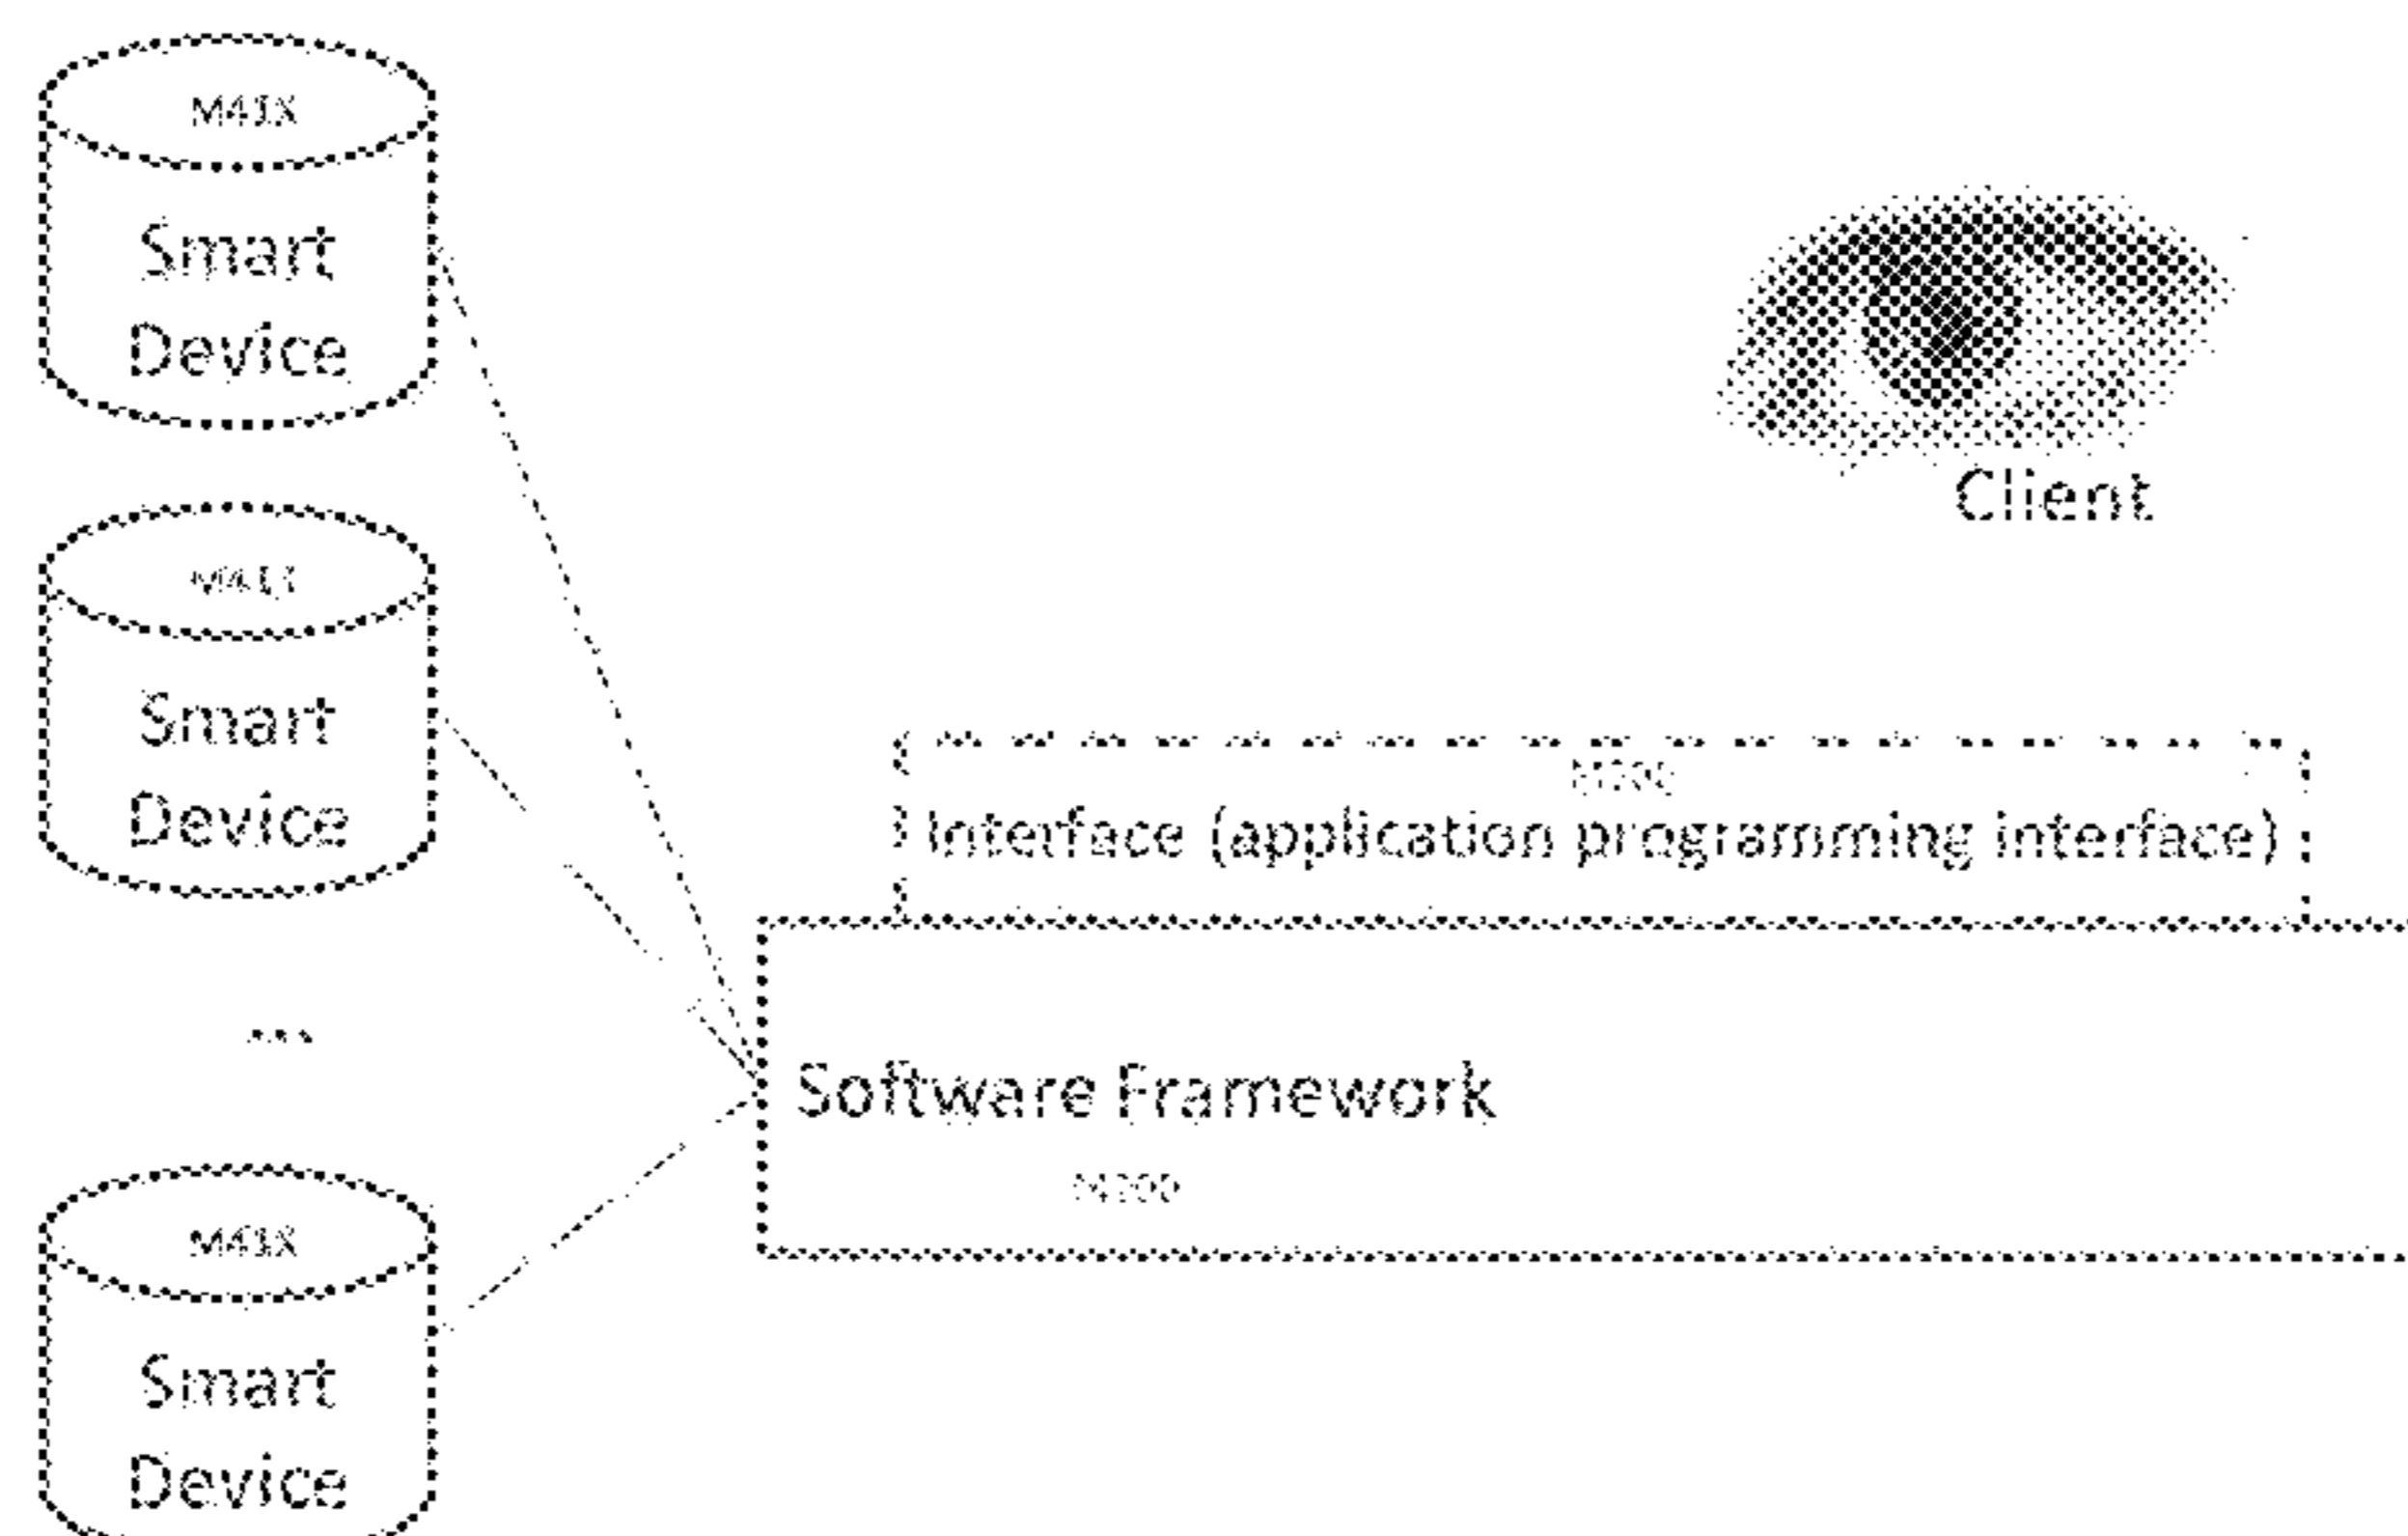 M41X
Smart
Device
Client
Smart
Device
Interface (application programming interface)
...
Software Framework
M41X
Smart
Device